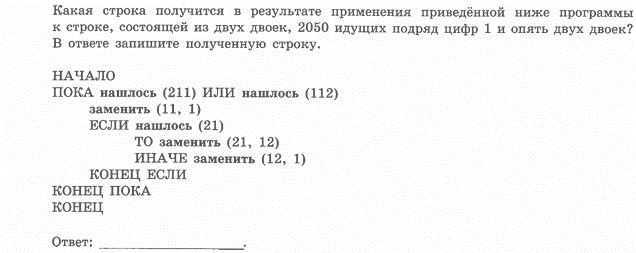 Какая строка получится в результате применения приведённой ниже программы
к строке, состоящей из двух двоек, 2050 идущих подряд цифр 1 и опять двух двоек?
В ответе запишите полученную строку.
НАЧАЛО
ПОКА нашлось (211) ИЛИ нашлось (112)
заменить (11, 1)
ЕСЛИ нашлось (21)
ТО заменить (21, 12)
ИНАЧЕ заменить (12, 1)
КОНЕЦ ЕСЛИ
КОНЕЦ ПОКА
КОНЕЦ
Ответ: ____________________.